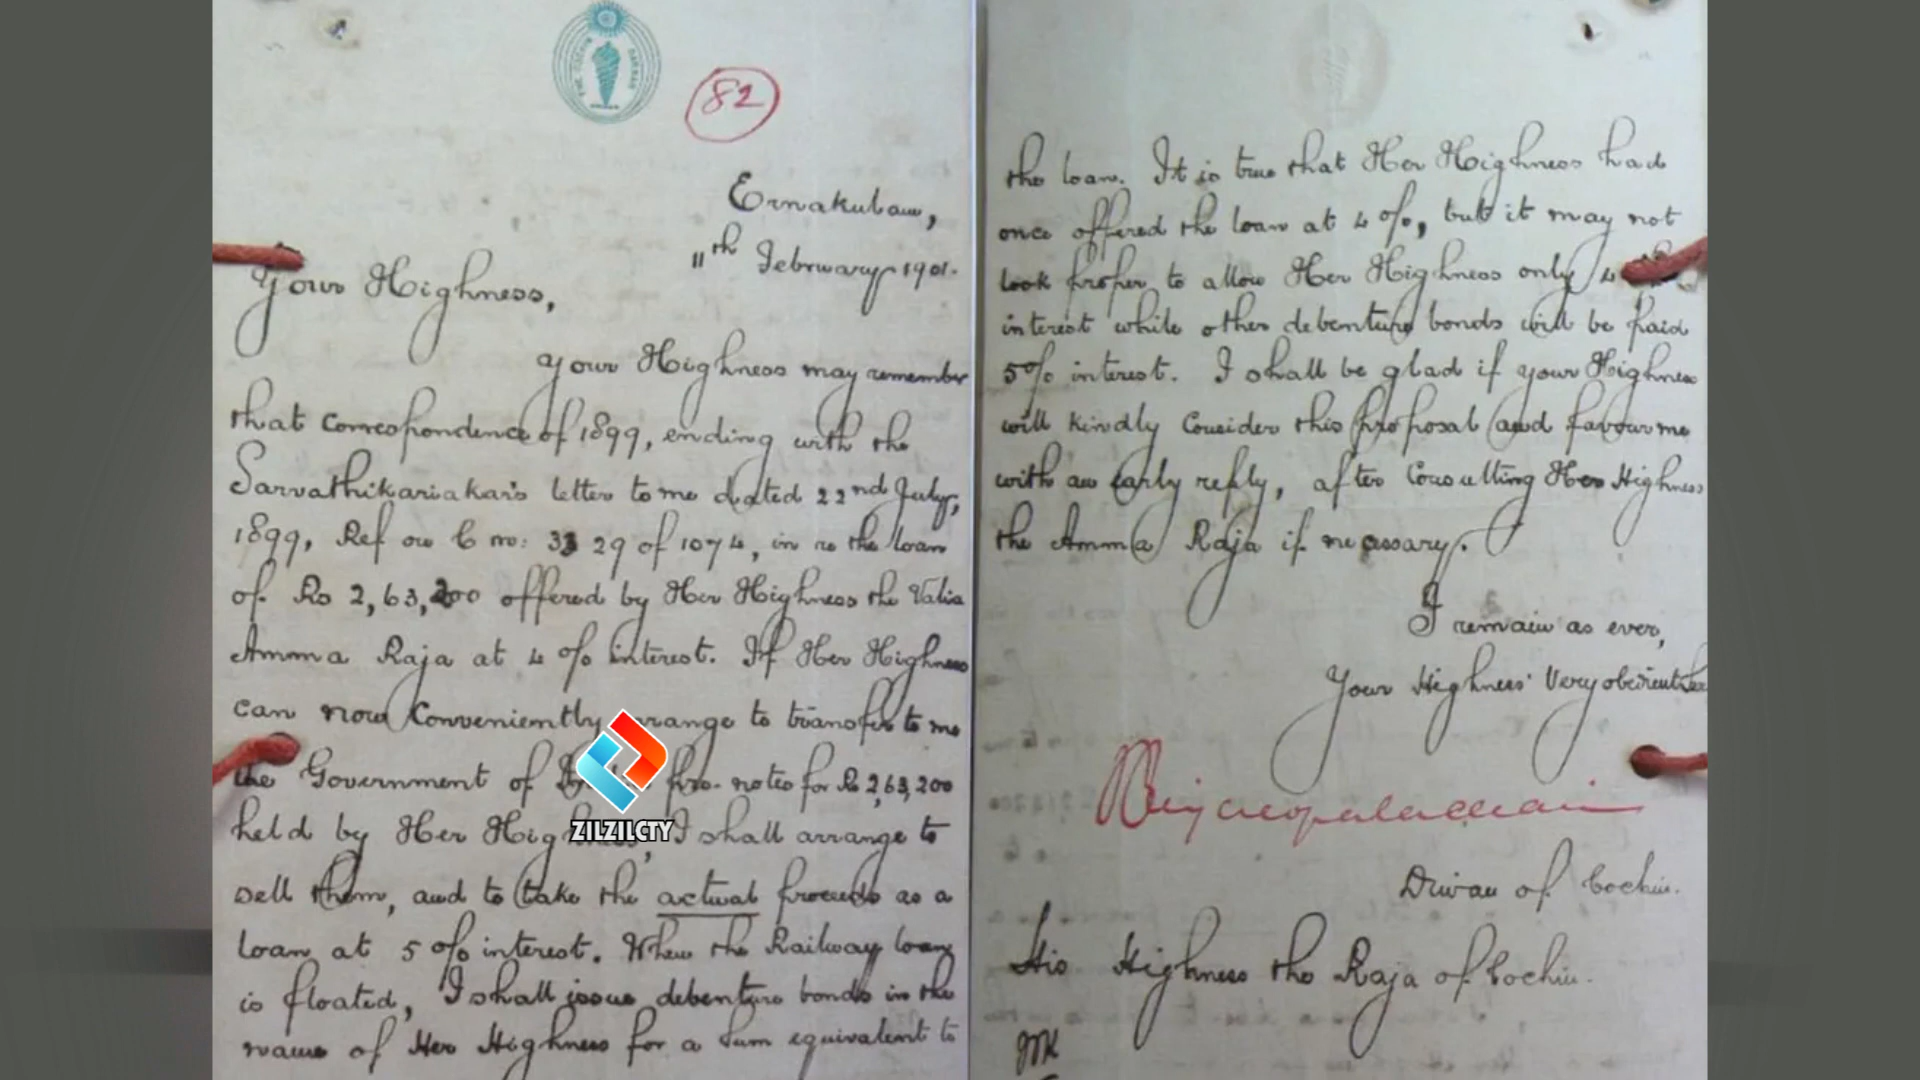 82
Ernakulam,
11th February 1901.
Your Highness,
Your Highness may remember
that correspondence of 1899, ending with the
Sarvathikariakar's letter to me dated 22nd July,
1899, Ref on C no: 3329 of 1074, in re the loan
of Rs 2,63,200 offered by Her Highness the Valia
Amma Raja at 4 o/o interest. If Her Highness
can now conveniently arrange to transfer to me
the Government of pro. notes for Rs 2,63,200
held by Her Highness, I shall arrange to
sell them, and to take the actual proceeds as a
loan at 5 o/o interest. When the Railway loan
is floated, I shall issue debenture bonds in the
name of Her Highness for a sum equivalent to
the loan. It is true that Her Highness had
once offered the loan at 4 o/o, but it may not
look proper to allow Her Highness only 4
interest while other debenture bonds will be paid
5 o/o interest. I shall be glad if your Highness
will kindly consider this proposal and favour me
with an early reply, after consulting Her Highness
the Amma Raja if necessary.
I remain as ever,
Your Highness' Very obedient
Diwan of Cochin.
His Highness the Raja of Cochin.
ZILZILCTY